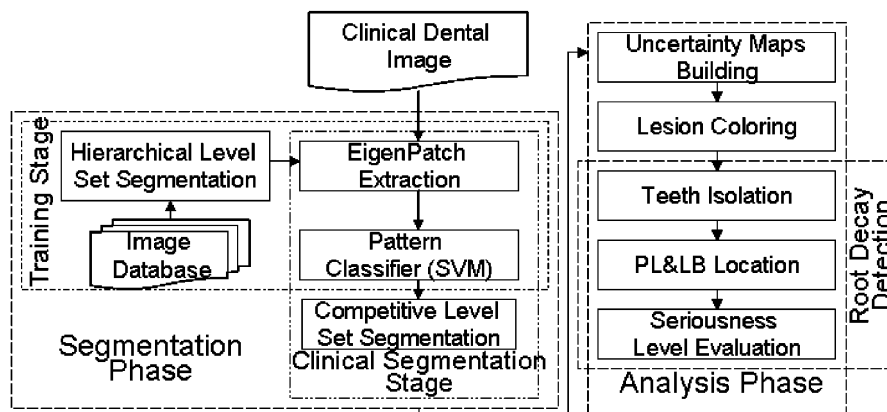 Clinical Dental
Image
Training Stage
Hierarchical Level
Set Segmentation
Image
Database
EigenPatch
Extraction
Pattern
Classifier (SVM)
Competitive Level
Set Segmentation
Clinical Segmentation
Stage
Segmentation
Phase
Uncertainty Maps
Building
Lesion Coloring
Teeth Isolation
PL&LB Location
Seriousness
Level Evaluation
Root Decay
Detection
Analysis Phase